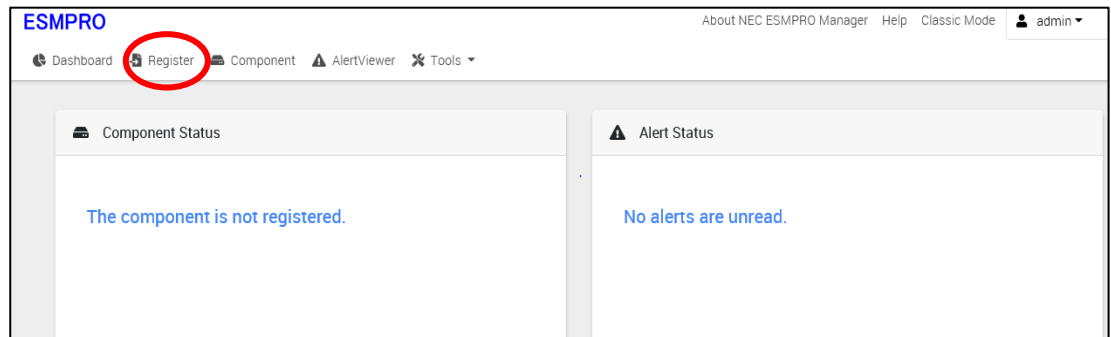 ESMPRO
About NEC ESMPRO Manager Help Classic Mode admin
Dashboard Register Component AlertViewer Tools
Component Status
Alert Status
The component is not registered.
No alerts are unread.